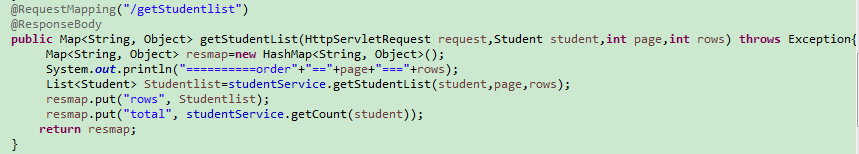 @RequestMapping("/getStudentlist")
@ResponseBody
public Map<String, Object> getStudentList(HttpServletRequest request,Student student,int page,int rows) throws Exception{
Map<String, Object> resmap=new HashMap<String, Object>();
System.out.println("==========order"+"=="+page+"==="+rows);
List<Student> Studentlist=studentService.getStudentList(student,page,rows);
resmap.put("rows", Studentlist);
resmap.put("total", studentService.getCount(student));
return resmap;
}